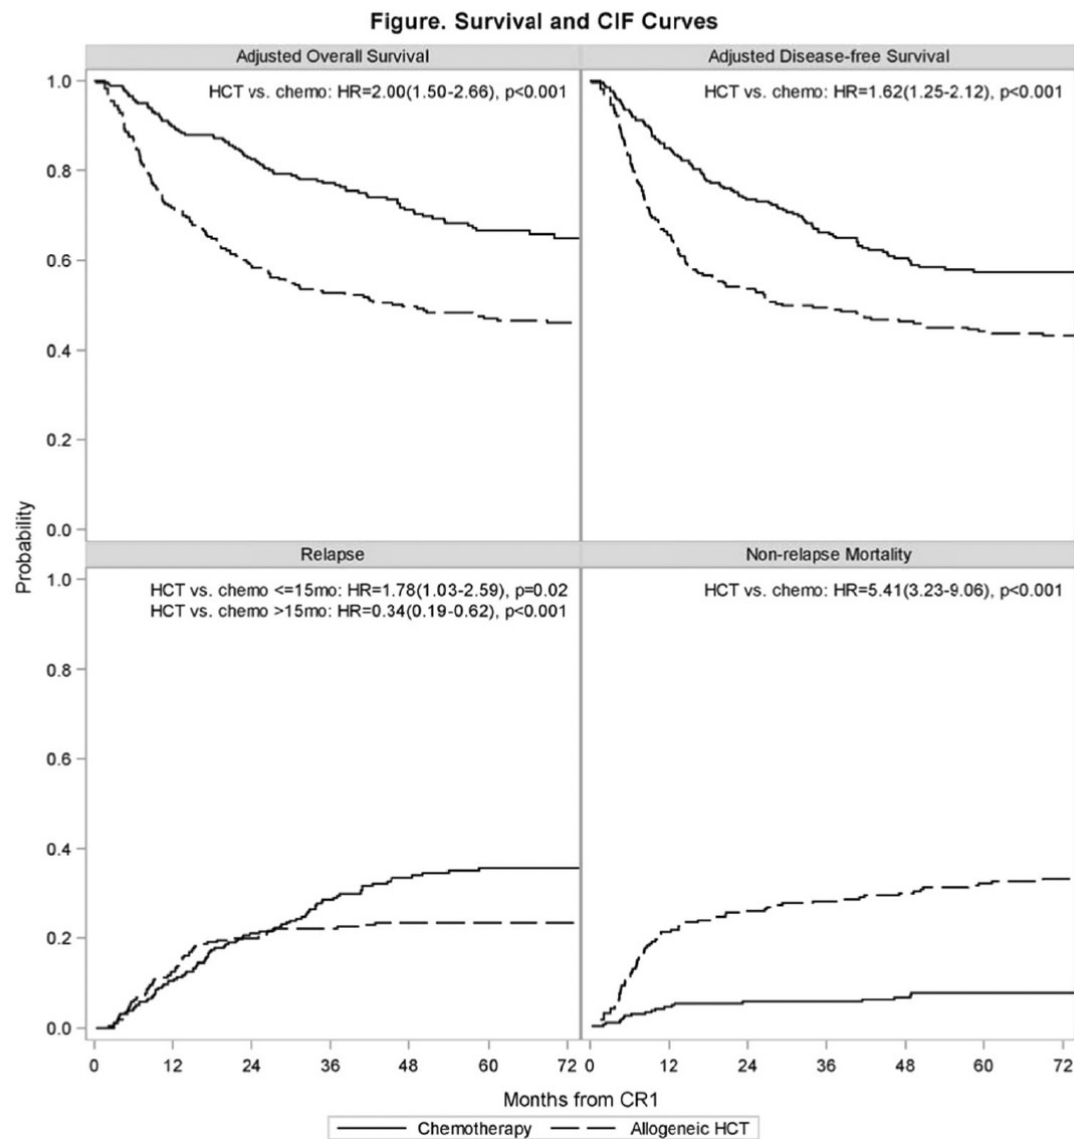 Figure. Survival and CIF Curves
Adjusted Overall Survival
Adjusted Disease-free Survival
HCT vs. chemo: HR=2.00(1.50-2.66), p<0.001
HCT vs. chemo: HR=1.62(1.25-2.12), p<0.001
1.0
0.8
0.6
0.4
0.2
0.0
Probability
Relapse
Non-relapse Mortality
HCT vs. chemo <=15mo: HR=1.78(1.03-2.59), p=0.02
HCT vs. chemo >15mo: HR=0.34(0.19-0.62), p<0.001
HCT vs. chemo: HR=5.41(3.23-9.06), p<0.001
1.0
0.8
0.6
0.4
0.2
0.0
0 12 24 36 48 60 72
0 12 24 36 48 60 72
Months from CR1
Chemotherapy
Allogeneic HCT